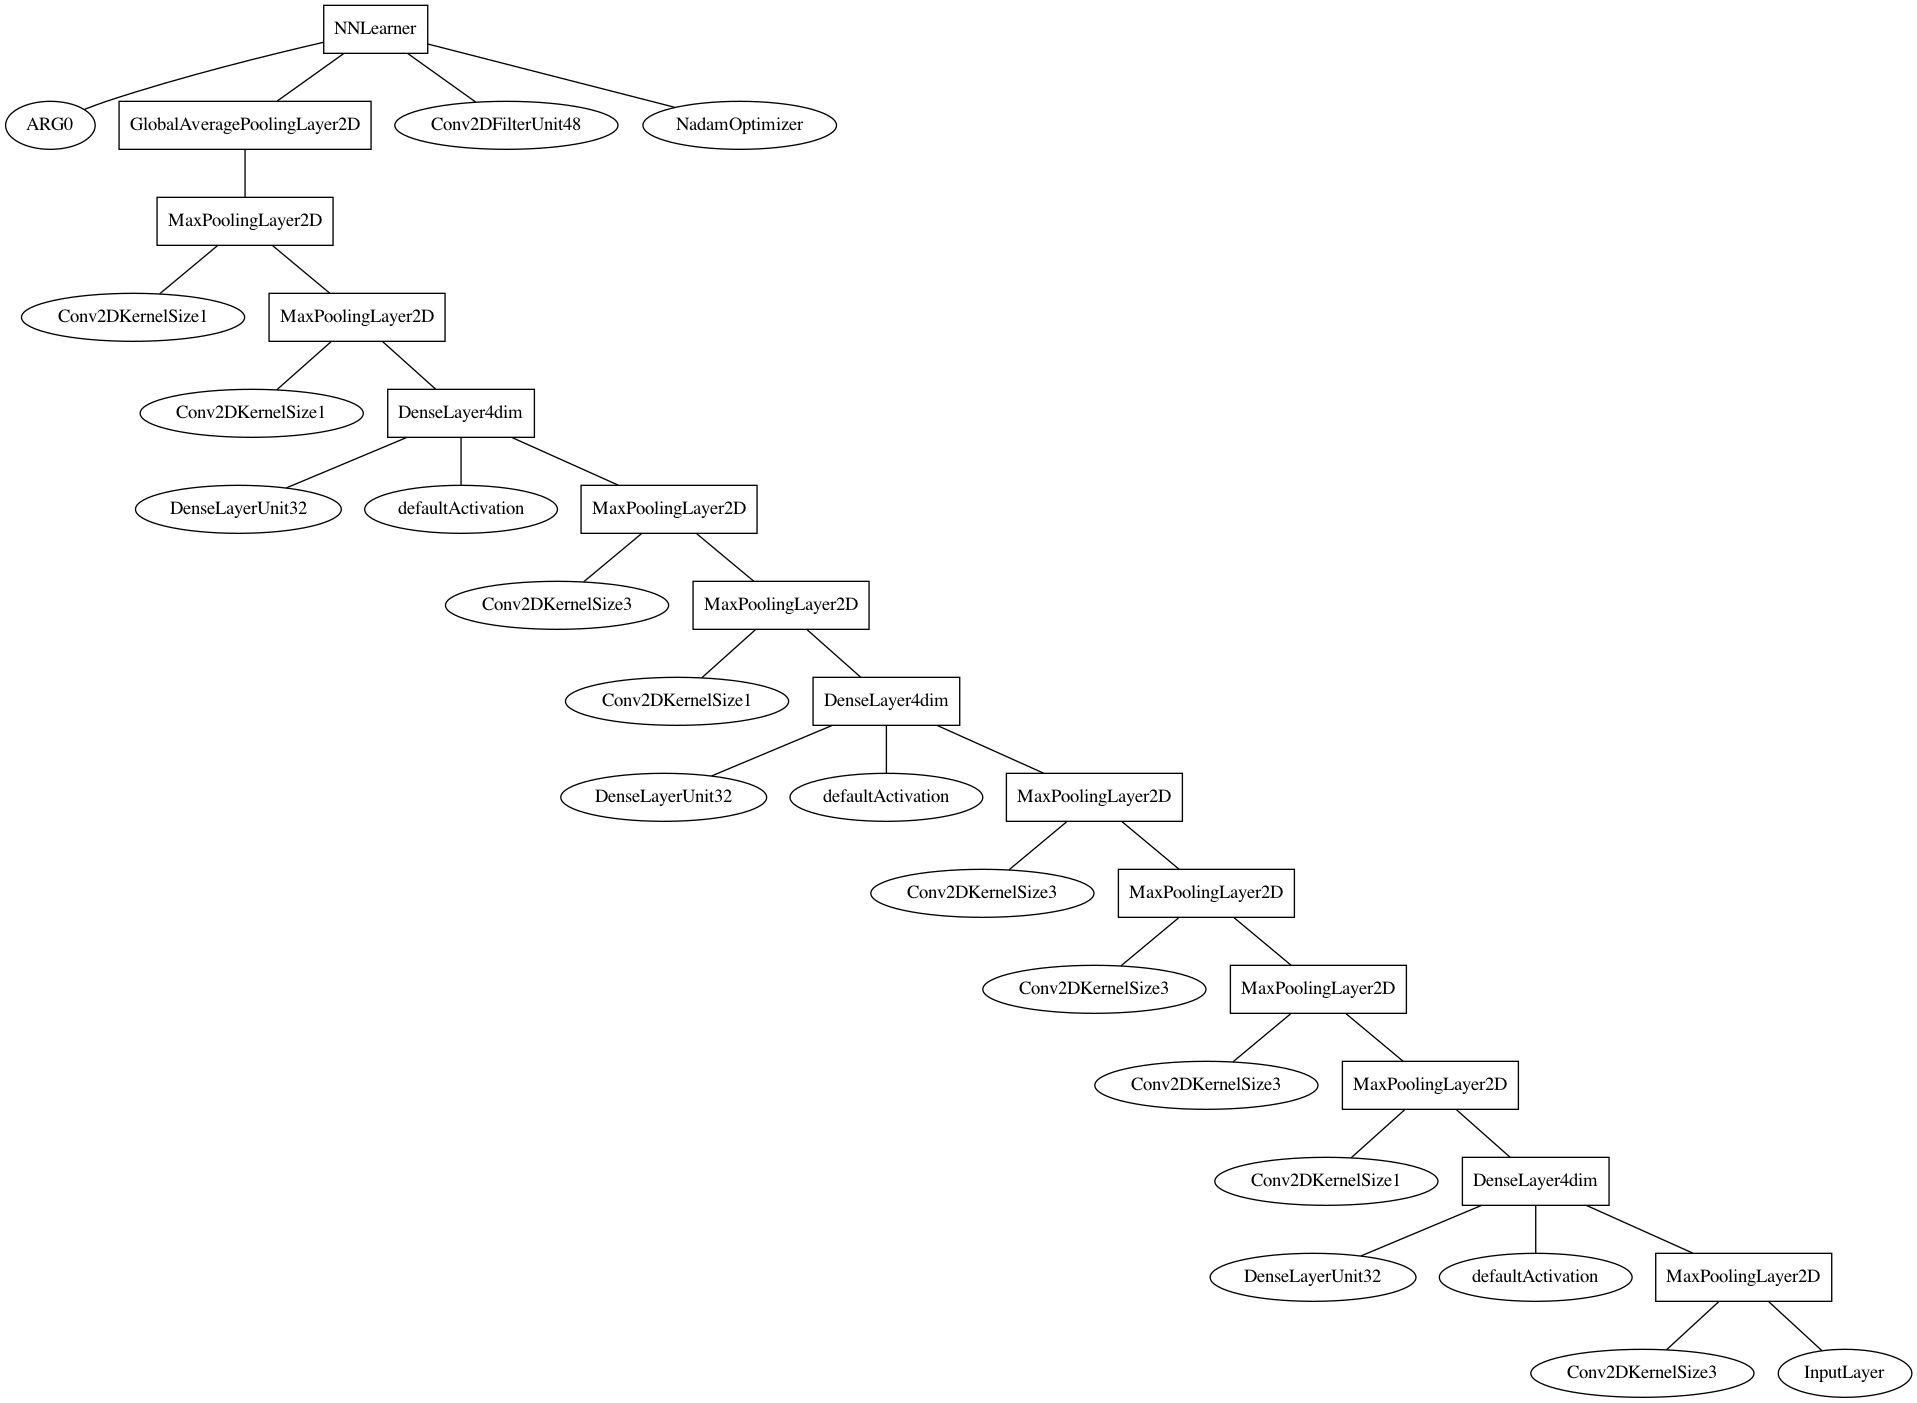 NNLearner
ARG0
GlobalAveragePoolingLayer2D
Conv2DFilterUnit48
NadamOptimizer
MaxPoolingLayer2D
Conv2DKernelSize1
MaxPoolingLayer2D
Conv2DKernelSize1
DenseLayer4dim
DenseLayerUnit32
defaultActivation
MaxPoolingLayer2D
Conv2DKernelSize3
MaxPoolingLayer2D
Conv2DKernelSize1
DenseLayer4dim
DenseLayerUnit32
defaultActivation
MaxPoolingLayer2D
Conv2DKernelSize3
MaxPoolingLayer2D
Conv2DKernelSize3
MaxPoolingLayer2D
Conv2DKernelSize3
MaxPoolingLayer2D
Conv2DKernelSize1
DenseLayer4dim
DenseLayerUnit32
defaultActivation
MaxPoolingLayer2D
Conv2DKernelSize3
InputLayer